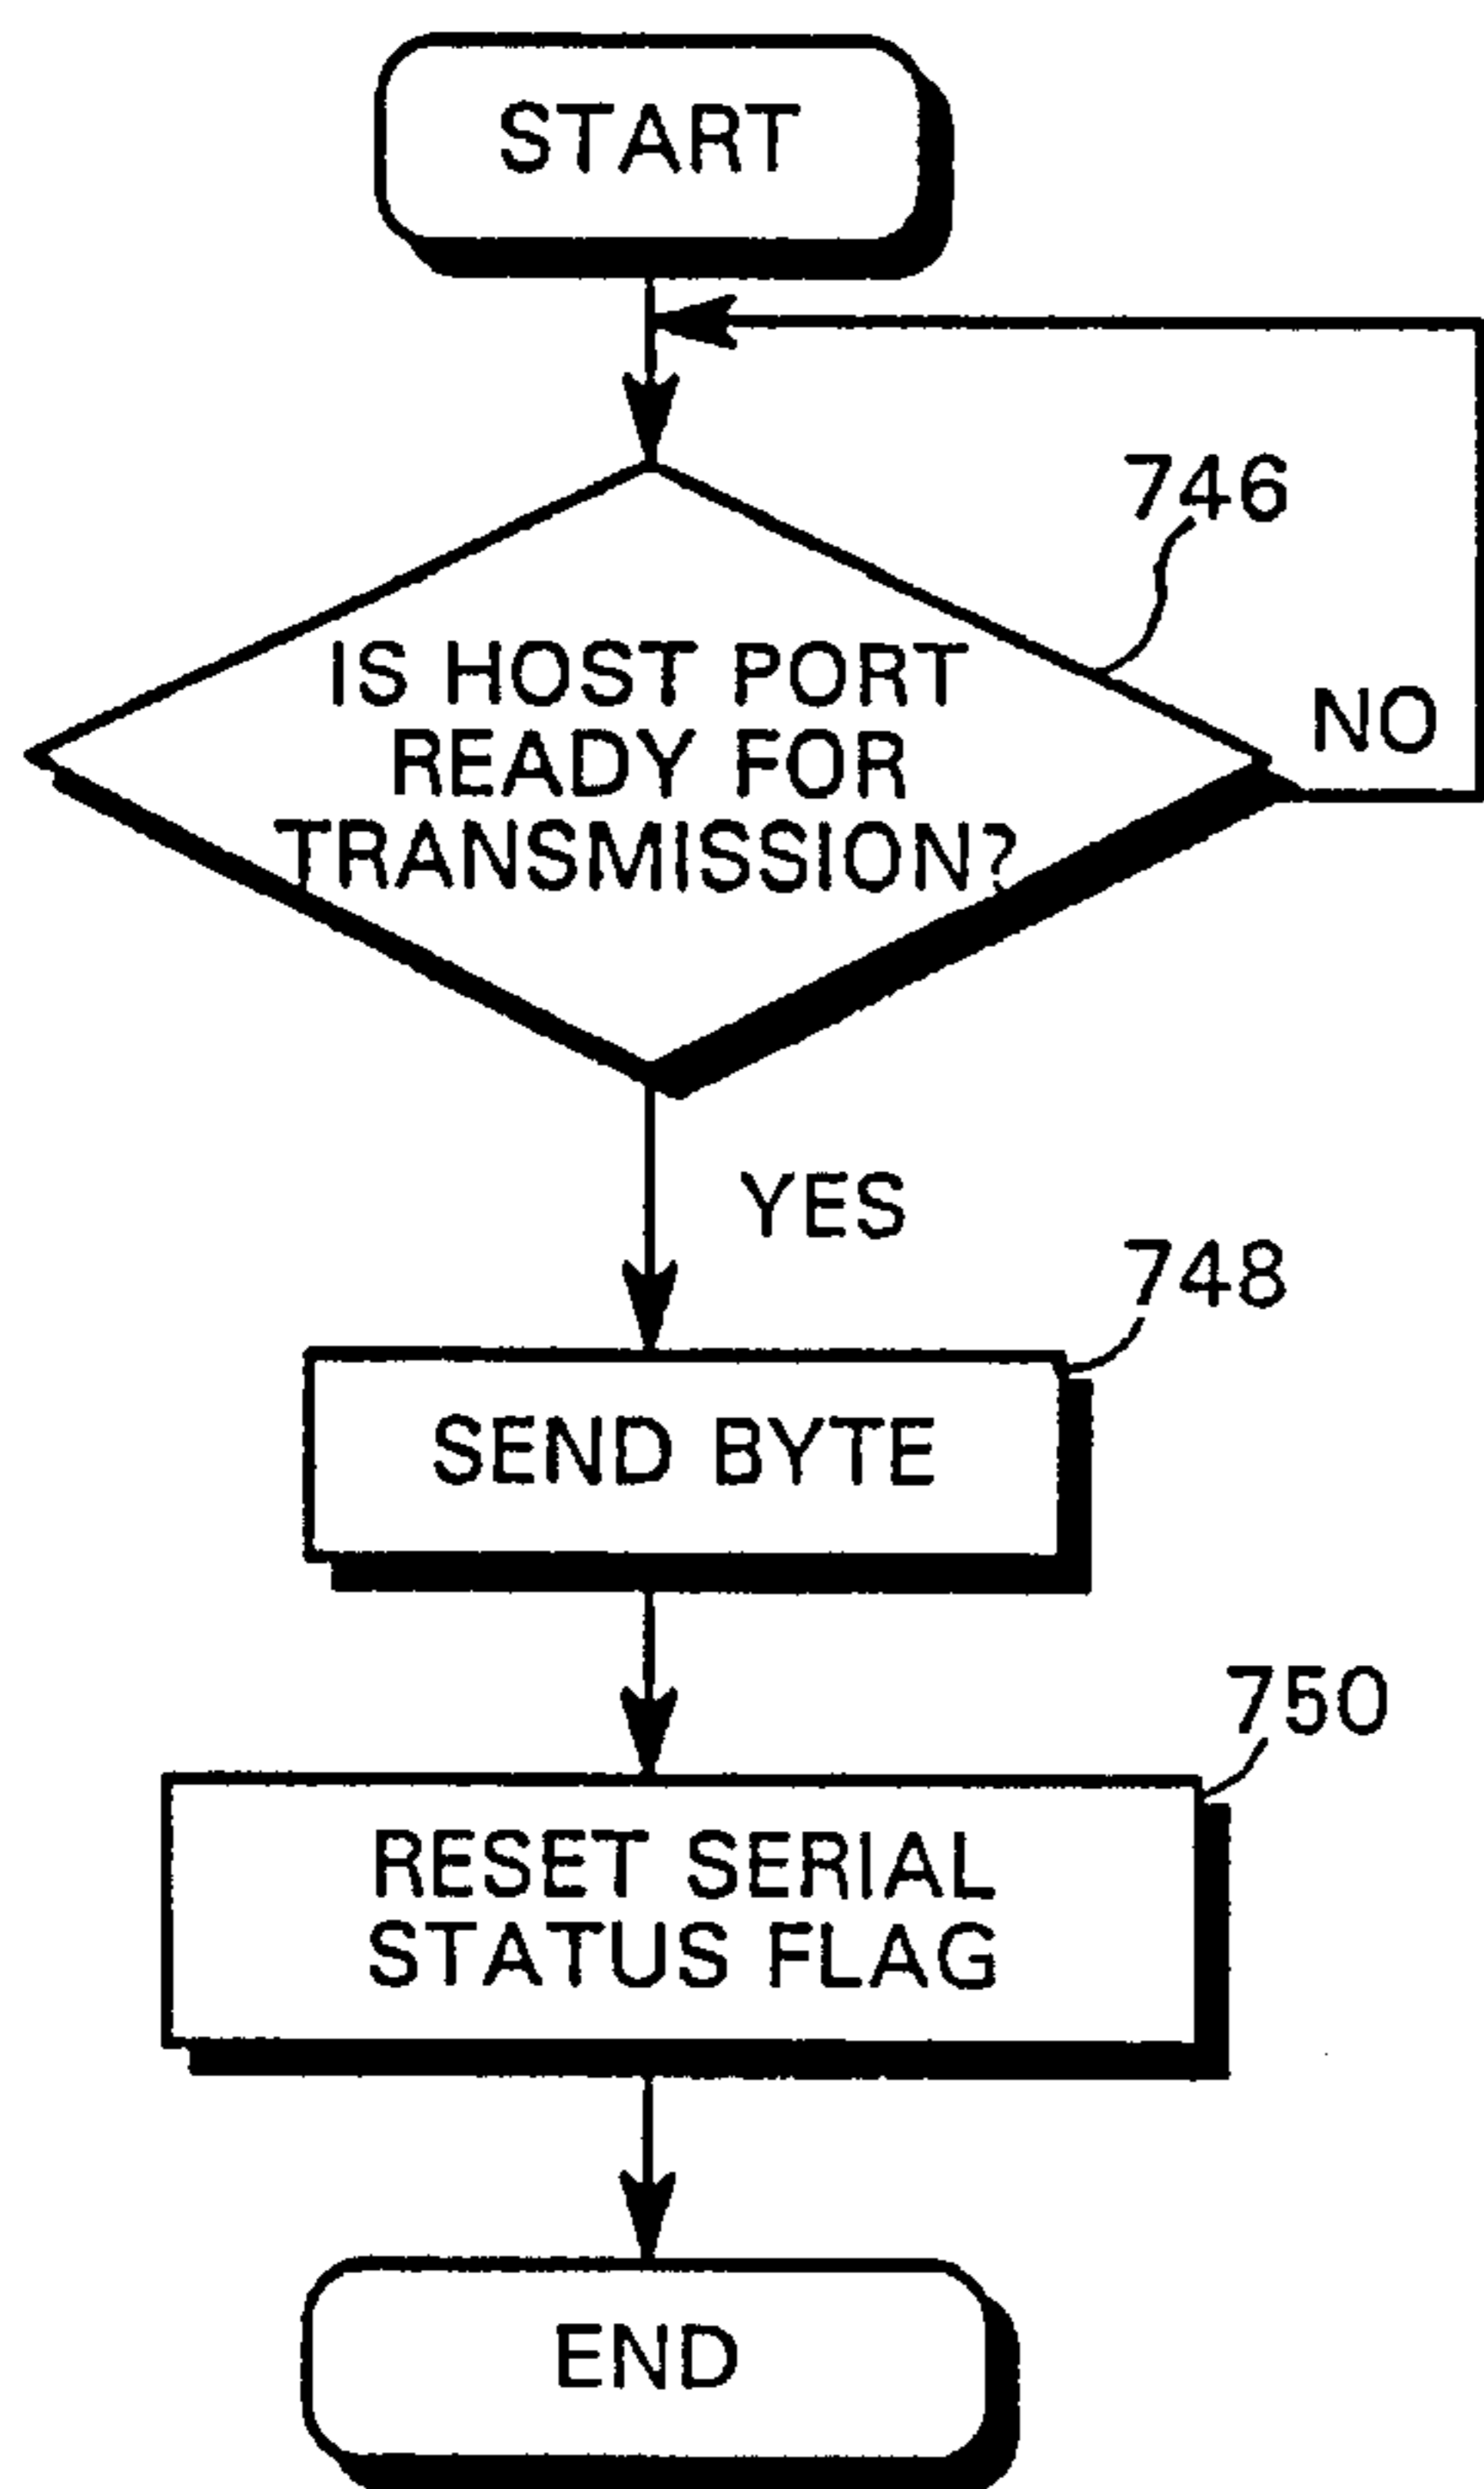 START
746
IS HOST PORT
READY FOR
TRANSMISSION?
NO
YES
748
SEND BYTE
750
RESET SERIAL
STATUS FLAG
END